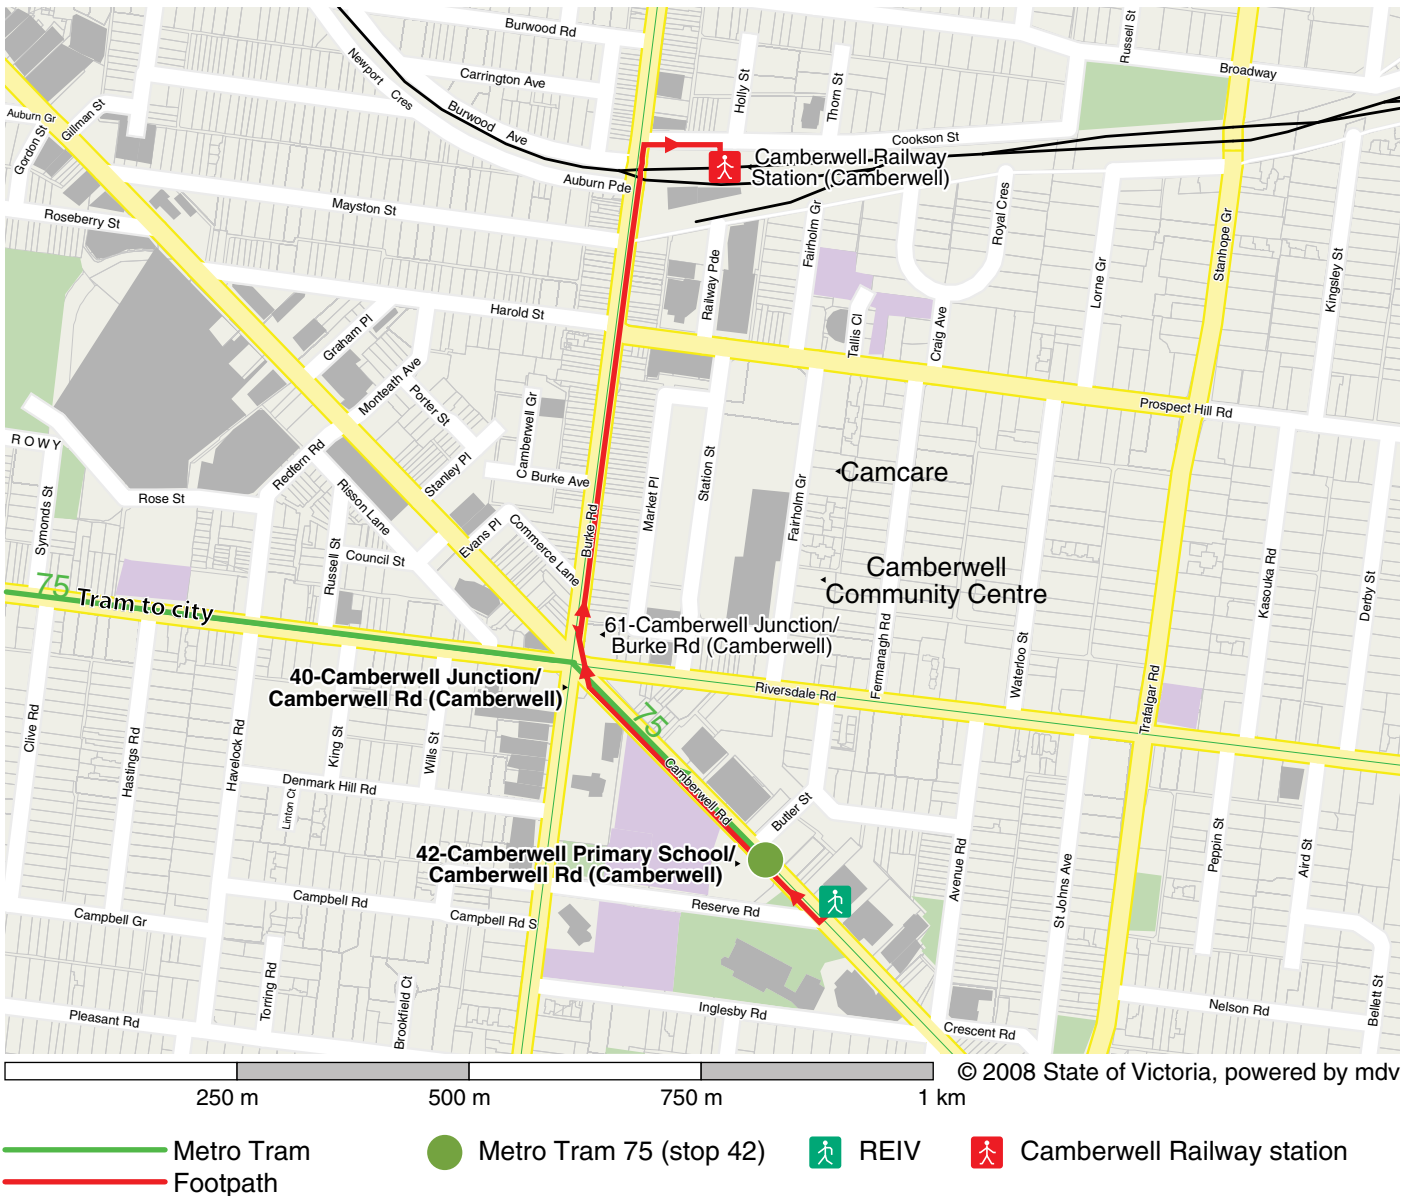 Burwood Rd
Russell St
Newport Cres
Carrington Ave
Holly St
Thorn St
Broadway
Auburn Gr
Gillman St
Gordon St
Burwood Ave
Cookson St
Camberwell Railway
Station (Camberwell)
Auburn Pde
Mayston St
Roseberry St
Fairholm Gr
Royal Cres
Stanhope Gr
Kingsley St
Lorne Gr
Railway Pde
Harold St
Graham Pl
Tallis Cl
Craig Ave
Monteath Ave
Porter St
Prospect Hill Rd
Camberwell Gr
ROWY
Redfern Rd
Stanley Pl
Burke Ave
Camcare
Station St
Market Pl
Fairholm Gr
Rose St
Risson Lane
Symonds St
Evans Pl
Commerce Lane
Burke Rd
Council St
Russell St
Camberwell
Community Centre
Kasouka Rd
Derby St
75 Tram to city
61-Camberwell Junction/
Burke Rd (Camberwell)
Fermanagh Rd
Waterloo St
40-Camberwell Junction/
Camberwell Rd (Camberwell)
Riversdale Rd
Trafalgar Rd
75
Clive Rd
Hastings Rd
Havelock Rd
King St
Wills St
Denmark Hill Rd
Linton Ct
Camberwell Rd
Butler St
42-Camberwell Primary School/
Camberwell Rd (Camberwell)
Avenue Rd
Peppin St
Aird St
St Johns Ave
Campbell Gr
Campbell Rd
Campbell Rd S
Reserve Rd
Torring Rd
Brookfield Ct
Inglesby Rd
Crescent Rd
Nelson Rd
Bellett St
Pleasant Rd
© 2008 State of Victoria, powered by mdv
250 m
500 m
750 m
1 km
Metro Tram
Metro Tram 75 (stop 42)
REIV
Camberwell Railway station
Footpath